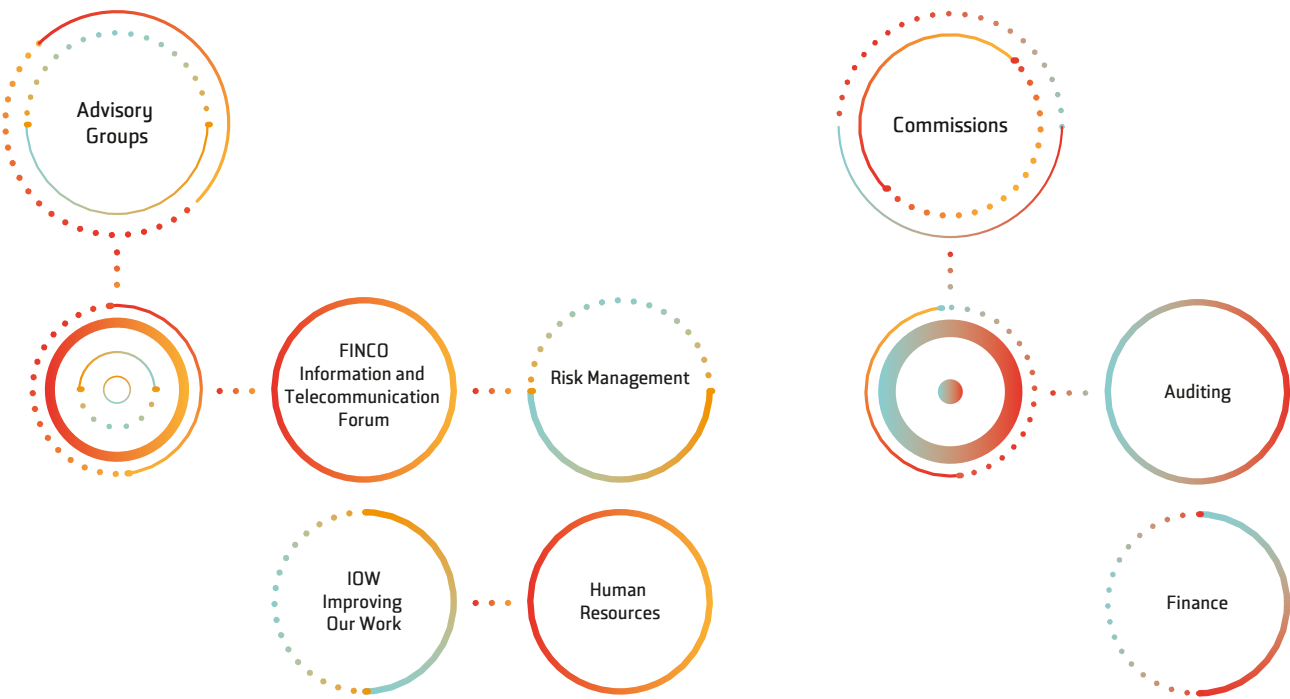 Advisory
Groups
Commissions
FINCO
Information and
Telecommunication
Forum
Risk Management
Auditing
IOW
Improving
Our Work
Human
Resources
Finance